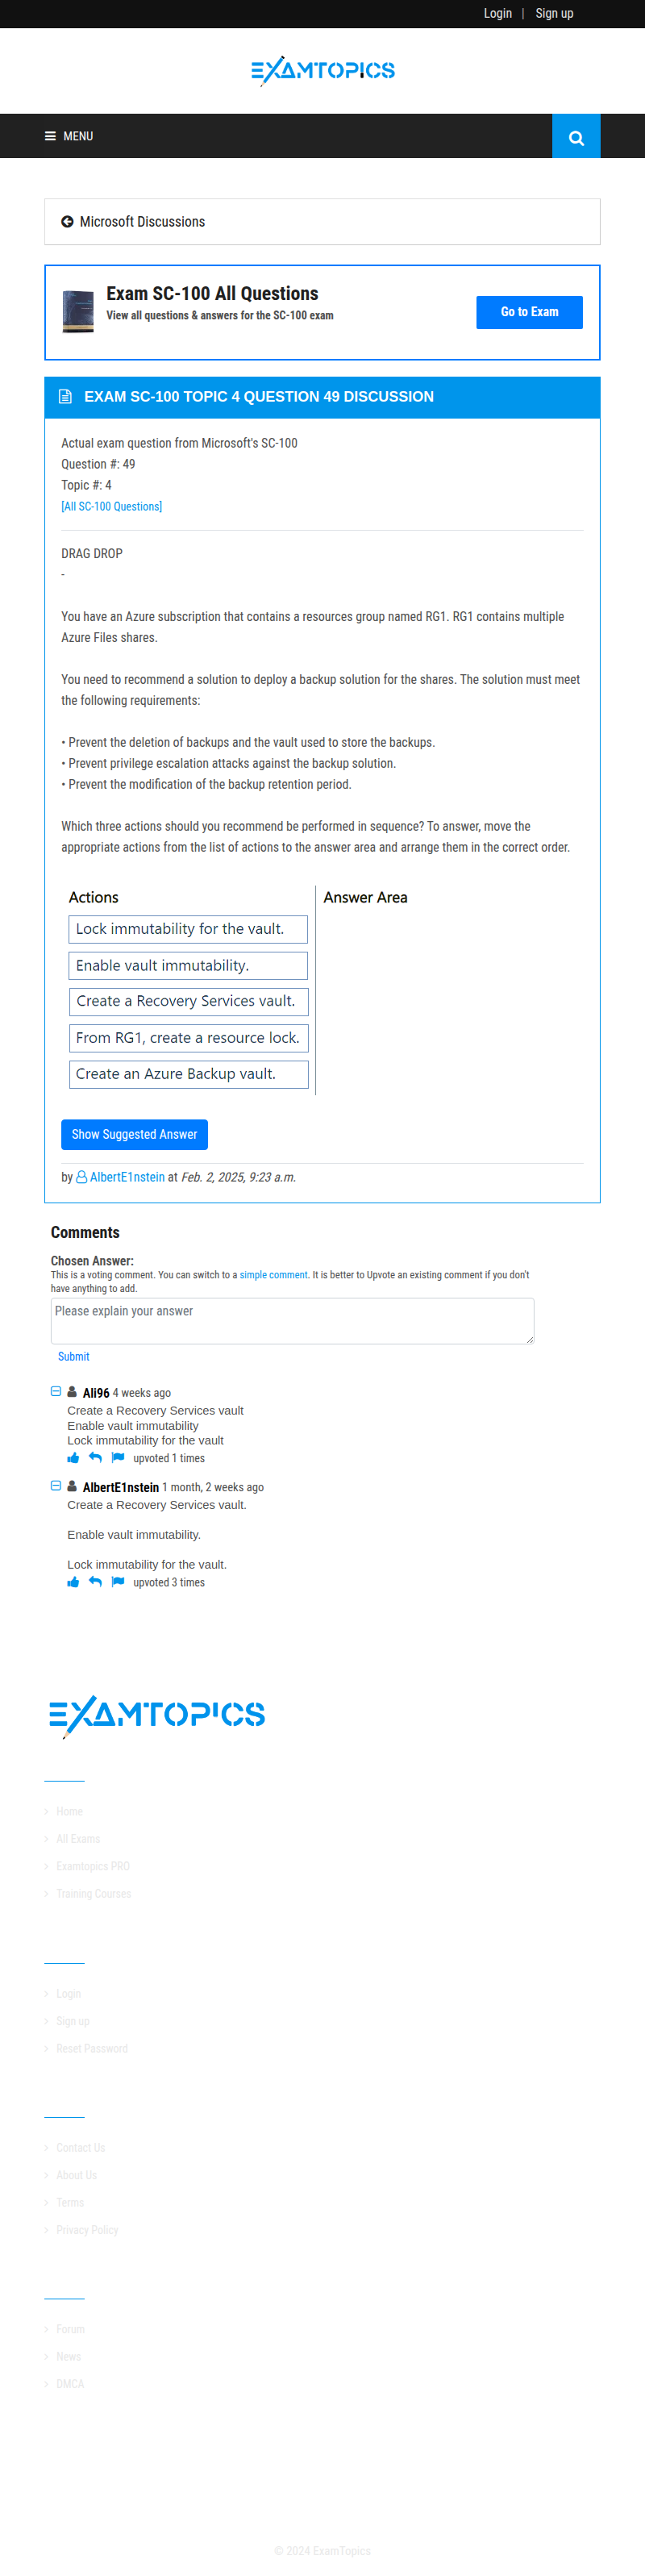 Login | Sign up
EXAMTOPICS
MENU
Microsoft Discussions
Exam SC-100 All Questions
View all questions & answers for the SC-100 exam
Go to Exam
EXAM SC-100 TOPIC 4 QUESTION 49 DISCUSSION
Actual exam question from Microsoft's SC-100
Question #: 49
Topic #: 4
[All SC-100 Questions]
DRAG DROP
-
You have an Azure subscription that contains a resources group named RG1. RG1 contains multiple
Azure Files shares.
You need to recommend a solution to deploy a backup solution for the shares. The solution must meet
the following requirements:
• Prevent the deletion of backups and the vault used to store the backups.
• Prevent privilege escalation attacks against the backup solution.
• Prevent the modification of the backup retention period.
Which three actions should you recommend be performed in sequence? To answer, move the
appropriate actions from the list of actions to the answer area and arrange them in the correct order.
Actions
Answer Area
Lock immutability for the vault.
Enable vault immutability.
Create a Recovery Services vault.
From RG1, create a resource lock.
Create an Azure Backup vault.
Show Suggested Answer
by AlbertE1nstein at Feb. 2, 2025, 9:23 a.m.
Comments
Chosen Answer:
This is a voting comment. You can switch to a simple comment. It is better to Upvote an existing comment if you don't
have anything to add.
Please explain your answer
Submit
Ali96 4 weeks ago
Create a Recovery Services vault
Enable vault immutability
Lock immutability for the vault
upvoted 1 times
AlbertE1nstein 1 month, 2 weeks ago
Create a Recovery Services vault.
Enable vault immutability.
Lock immutability for the vault.
upvoted 3 times
EXAMTOPICS
Home
All Exams
Examtopics PRO
Training Courses
Login
Sign up
Reset Password
Contact Us
About Us
Terms
Privacy Policy
Forum
News
DMCA
© 2024 ExamTopics